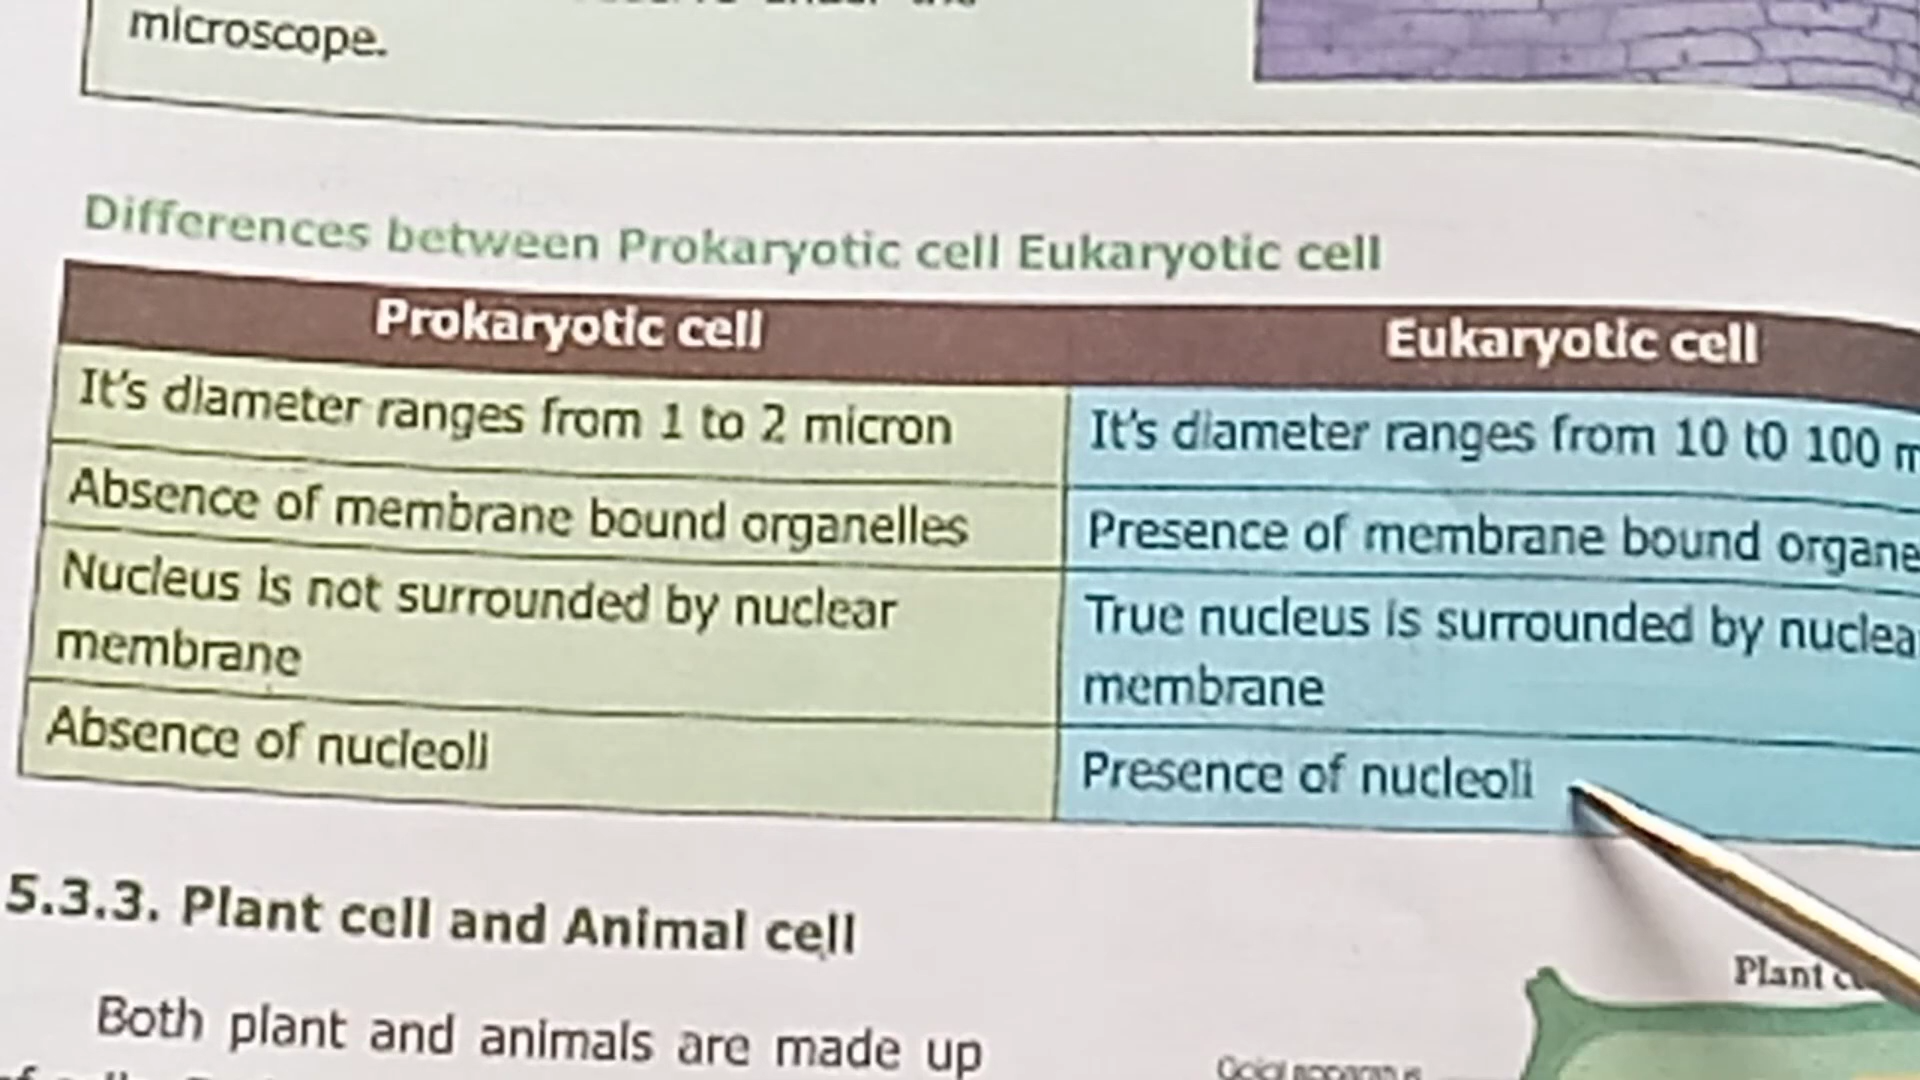 microscope.
Differences between Prokaryotic cell Eukaryotic cell
Prokaryotic cell
Eukaryotic cell
It's diameter ranges from 1 to 2 micron
It's diameter ranges from 10 t0 100
Absence of membrane bound organelles
Presence of membrane bound
Nucleus is not surrounded by nuclear
membrane
True nucleus is surrounded by
membrane
Absence of nucleoli
Presence of nucleoli
5.3.3. Plant cell and Animal cell
Plant
Both plant and animals are made up